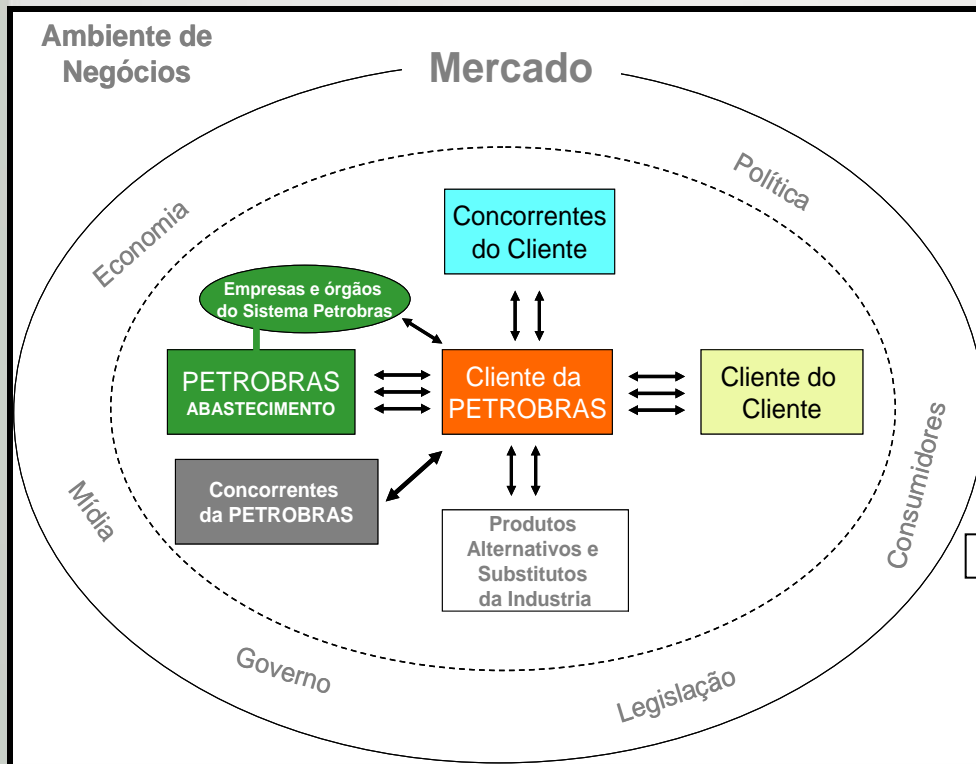 Ambiente de
Negócios
Mercado
Economia
Política
Concorrentes
do Cliente
Empresas e órgãos
do Sistema Petrobras
PETROBRAS
ABASTECIMENTO
Cliente da
PETROBRAS
Cliente do
Cliente
Concorrentes
da PETROBRAS
Produtos
Alternativos e
Substitutos
da Industria
Mídia
Consumidores
Governo
Legislação